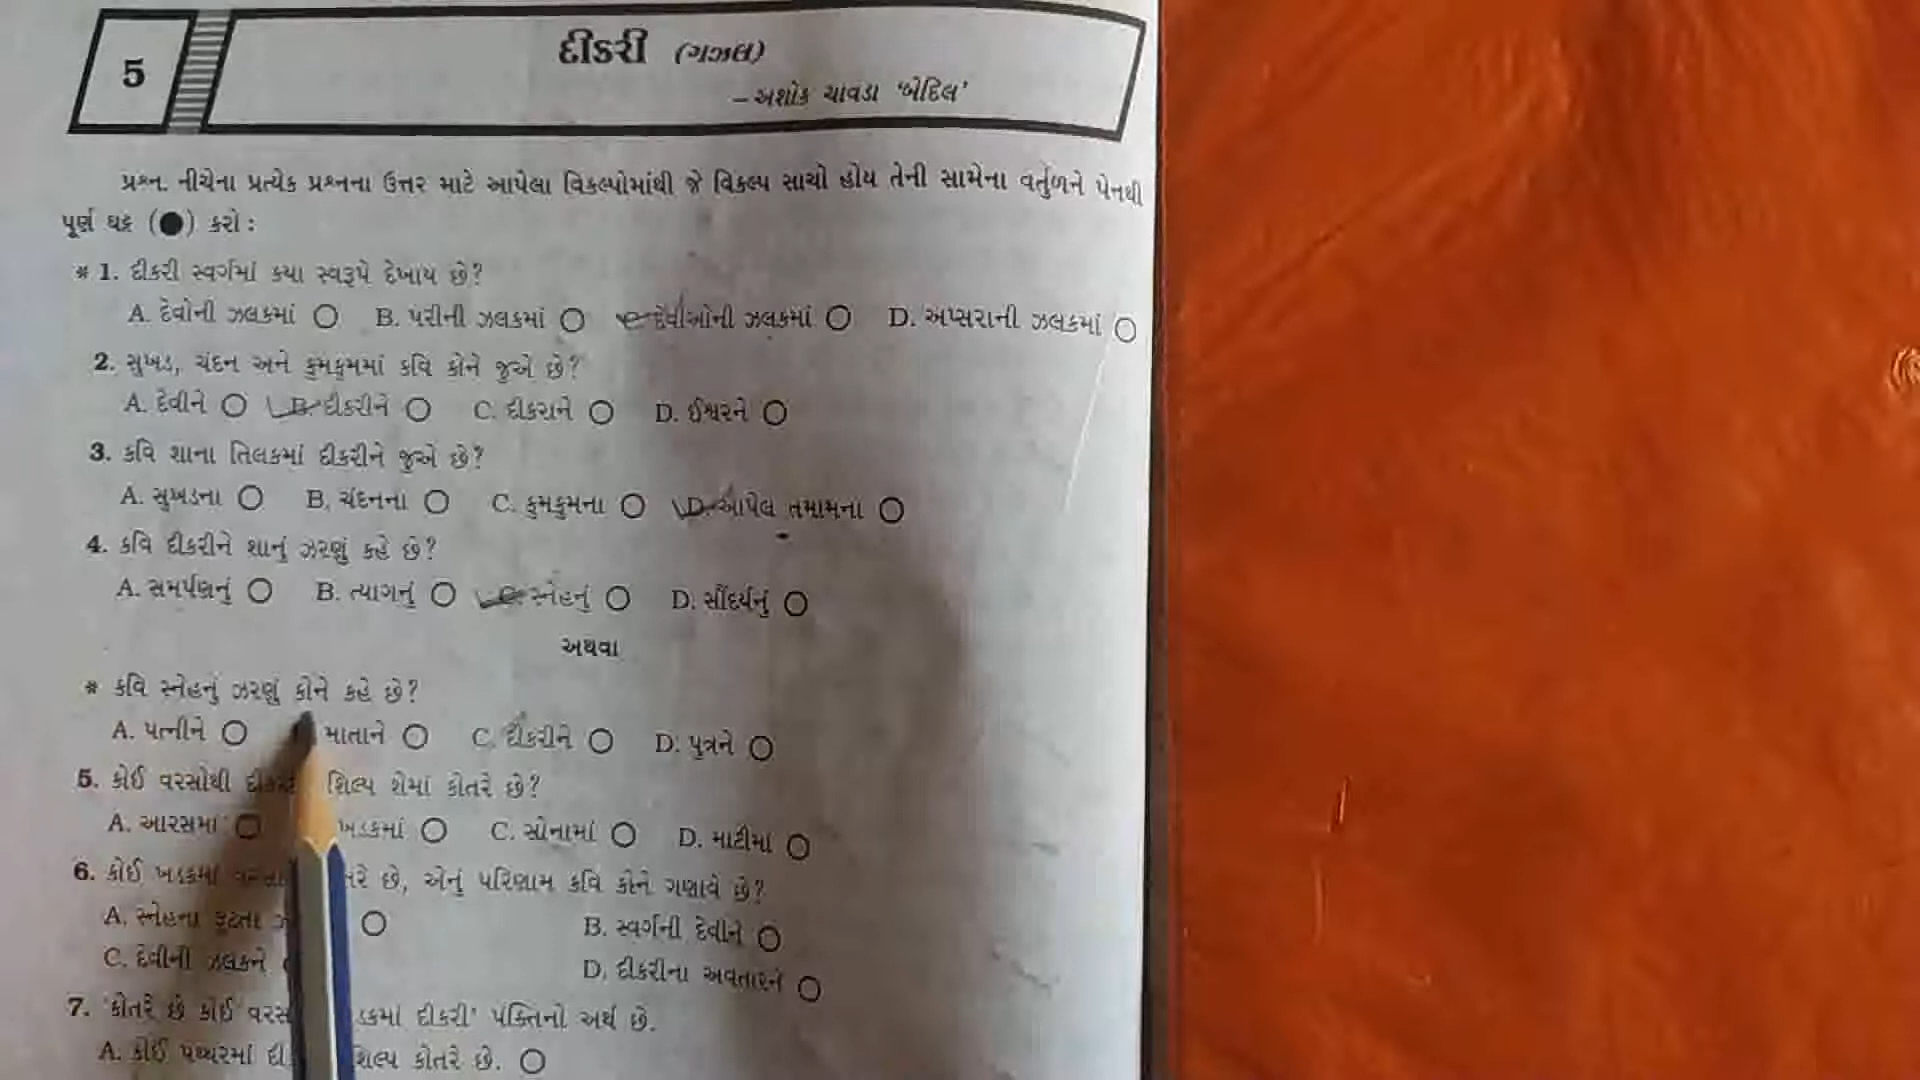 5
દીકરી (ગઝલ)
– અશોક ચાવડા ‘બેદિલ’
પ્રશ્ન. નીચેના પ્રત્યેક પ્રશ્નના ઉત્તર માટે આપેલા વિકલ્પોમાંથી જે વિકલ્પ સાચો હોય તેની સામેના વર્તુળને પેનથી
પૂર્ણ ઘટ્ટ (●) કરો :
* 1. દીકરી સ્વર્ગમાં કયા સ્વરૂપે દેખાય છે?
A. દેવોની ઝલકમાં ○ B. પરીની ઝલકમાં ○ દેવીઓની ઝલકમાં ○ D. અપ્સરાની ઝલકમાં ○
2. સુખડ, ચંદન અને કુમકુમમાં કવિ કોને જુએ છે?
A. દેવીને ○ B. દીકરીને ○ C. દીકરાને ○ D. ઈશ્વરને ○
3. કવિ શાના તિલકમાં દીકરીને જુએ છે?
A. સુખડના ○ B. ચંદનના ○ C. કુમકુમના ○ D. આપેલ તમામના ○
4. કવિ દીકરીને શાનું ઝરણું કહે છે?
A. સમર્પણનું ○ B. ત્યાગનું ○ C. સ્નેહનું ○ D. સૌંદર્યનું ○
અથવા
* કવિ સ્નેહનું ઝરણું કોને કહે છે?
A. પત્નીને ○ માતાને ○ C. દીકરીને ○ D. પુત્રને ○
5. કોઈ વરસોથી શિલ્પ શેમાં કોતરે છે?
A. આરસમાં ○ ખડકમાં ○ C. સોનામાં ○ D. માટીમાં ○
6. કોઈ ખડકમાં છે, એનું પરિણામ કવિ કોને ગણાવે છે?
A. સ્નેહના ફૂટતા ○ B. સ્વર્ગની દેવીને ○
C. દેવીની ઝલકને D. દીકરીના અવતારને ○
7. ‘કોતરે છે કોઈ દીકરી’ પંક્તિનો અર્થ છે.
A. કોઈ પથ્થરમાં શિલ્પ કોતરે છે. ○